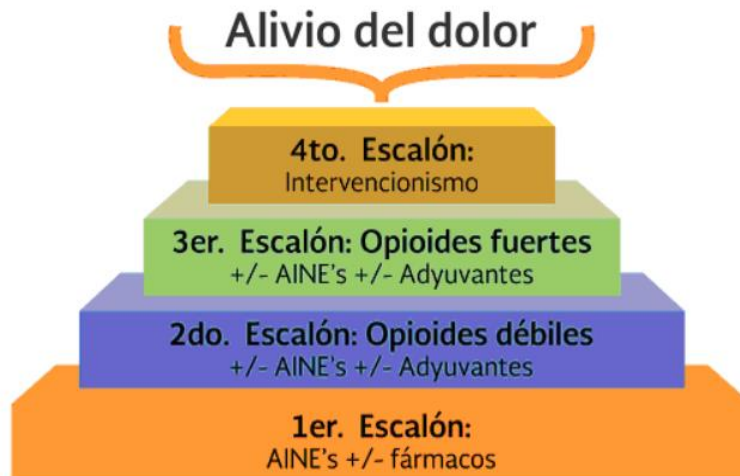 Alivio del dolor
4to. Escalón:
Intervencionismo
3er. Escalón: Opioides fuertes
+/- AINE's +/- Adyuvantes
2do. Escalón: Opioides débiles
+/- AINE's +/- Adyuvantes
1er. Escalón:
AINE's +/- fármacos